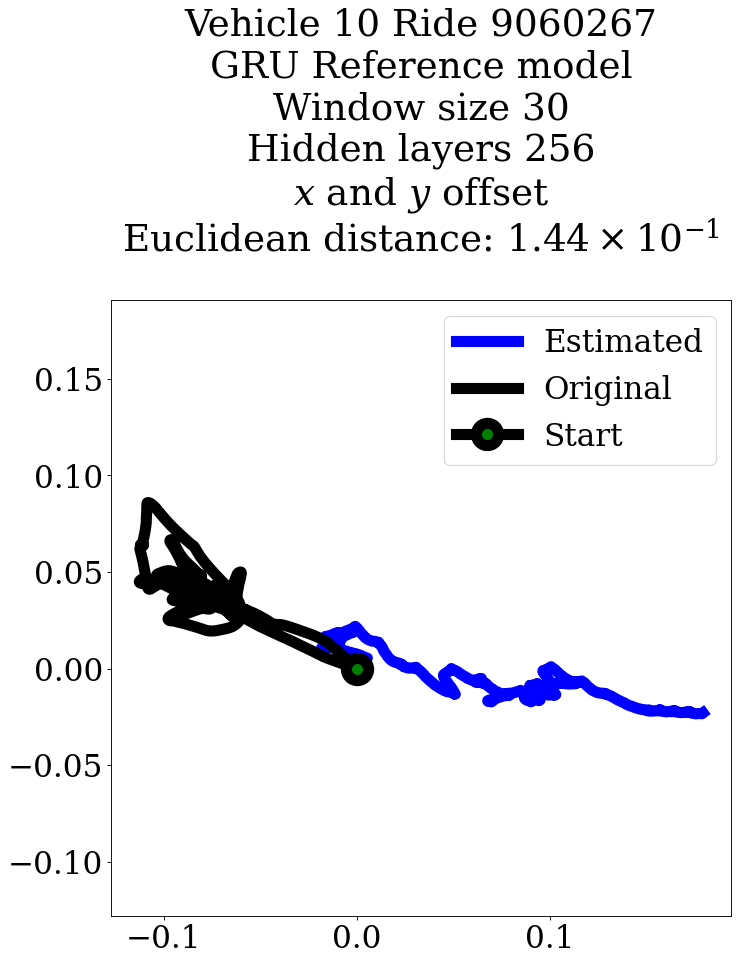 Vehicle 10 Ride 9060267
GRU Reference model
Window size 30
Hidden layers 256
x and y offset
Euclidean distance: 1.44 × 10⁻¹
Estimated
Original
Start
0.15
0.10
0.05
0.00
−0.05
−0.10
−0.1 0.0 0.1